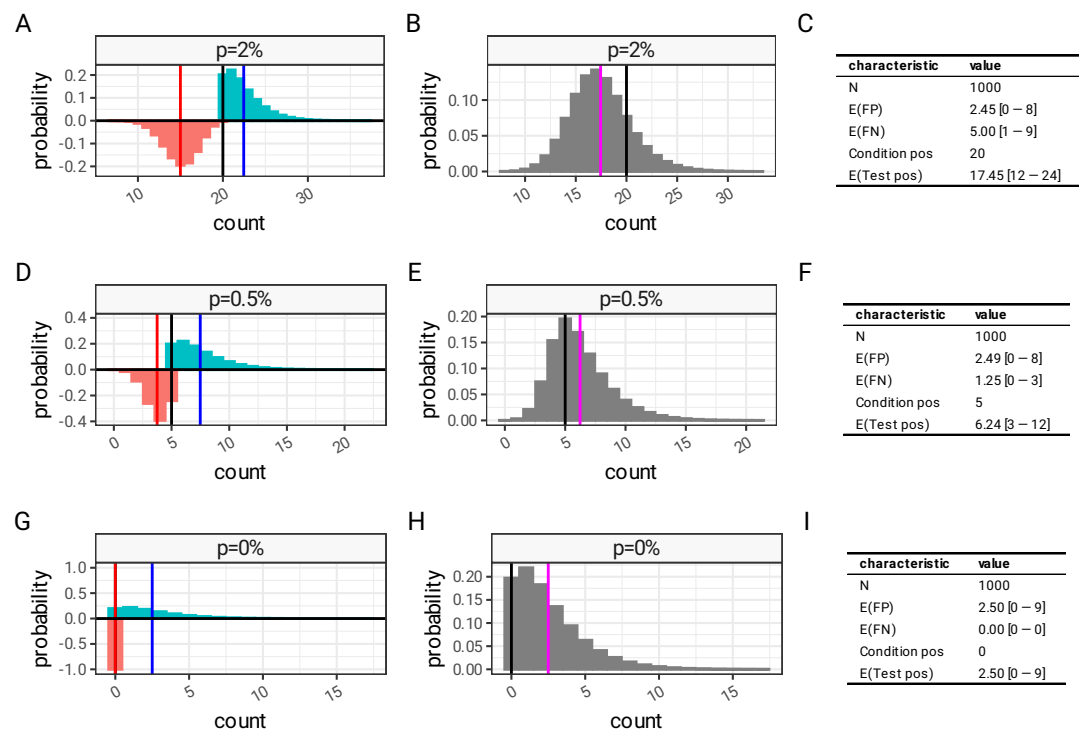 A
p=2%
probability
0.2
0.1
0.0
-0.1
-0.2
10
20
30
count
B
p=2%
probability
0.10
0.05
0.00
10
15
20
25
30
count
C
characteristic value
N 1000
E(FP) 2.45 [0 – 8]
E(FN) 5.00 [1 – 9]
Condition pos 20
E(Test pos) 17.45 [12 – 24]
D
p=0.5%
probability
0.4
0.2
0.0
-0.2
-0.4
0
5
10
15
20
count
E
p=0.5%
probability
0.20
0.15
0.10
0.05
0.00
0
5
10
15
20
count
F
characteristic value
N 1000
E(FP) 2.49 [0 – 8]
E(FN) 1.25 [0 – 3]
Condition pos 5
E(Test pos) 6.24 [3 – 12]
G
p=0%
probability
1.0
0.5
0.0
-0.5
-1.0
0
5
10
15
count
H
p=0%
probability
0.20
0.15
0.10
0.05
0.00
0
5
10
15
count
I
characteristic value
N 1000
E(FP) 2.50 [0 – 9]
E(FN) 0.00 [0 – 0]
Condition pos 0
E(Test pos) 2.50 [0 – 9]